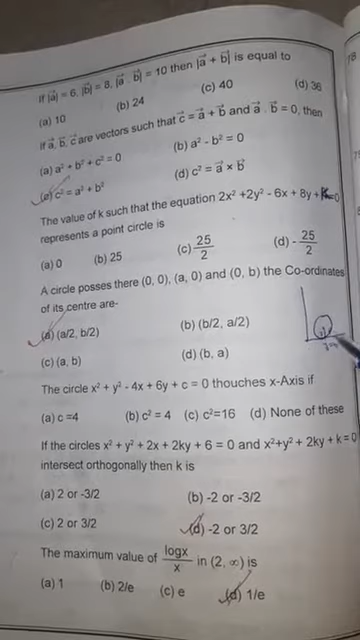 If |a⃗| = 6, |b⃗| = 8, |a⃗ . b⃗| = 10 then |a⃗ + b⃗| is equal to
(a) 10 (b) 24 (c) 40 (d) 36
If a⃗, b⃗, c⃗ are vectors such that c⃗ = a⃗ + b⃗ and a⃗ . b⃗ = 0, then
(a) a² + b² + c² = 0 (b) a² - b² = 0
(c) c² = a² + b² (d) c² = a⃗ × b⃗
The value of k such that the equation 2x² +2y² - 6x + 8y + k=0
represents a point circle is
(a) 0 (b) 25 (c) 25/2 (d) - 25/2
A circle posses there (0, 0), (a, 0) and (0, b) the Co-ordinates
of its centre are-
(a) (a/2, b/2) (b) (b/2, a/2)
(c) (a, b) (d) (b, a)
The circle x² + y² - 4x + 6y + c = 0 thouches x-Axis if
(a) c =4 (b) c² = 4 (c) c²=16 (d) None of these
If the circles x² + y² + 2x + 2ky + 6 = 0 and x²+y² + 2ky + k = 0
intersect orthogonally then k is
(a) 2 or -3/2 (b) -2 or -3/2
(c) 2 or 3/2 (d) -2 or 3/2
The maximum value of logx/x in (2, ∞) is
(a) 1 (b) 2/e (c) e (d) 1/e